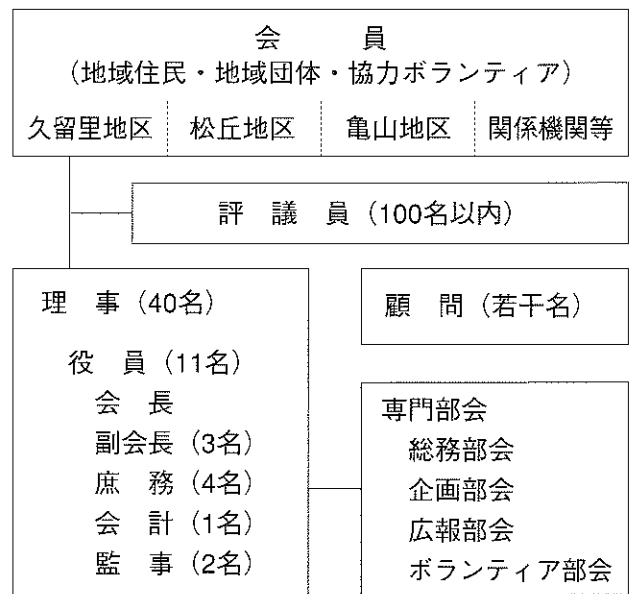 会　員
（地域住民・地域団体・協力ボランティア）
久留里地区　松丘地区　亀山地区　関係機関等
評　議　員（100名以内）
理　事（40名）
役　員（11名）
会　長
副会長（3名）
庶　務（4名）
会　計（1名）
監　事（2名）
顧　問（若干名）
専門部会
総務部会
企画部会
広報部会
ボランティア部会